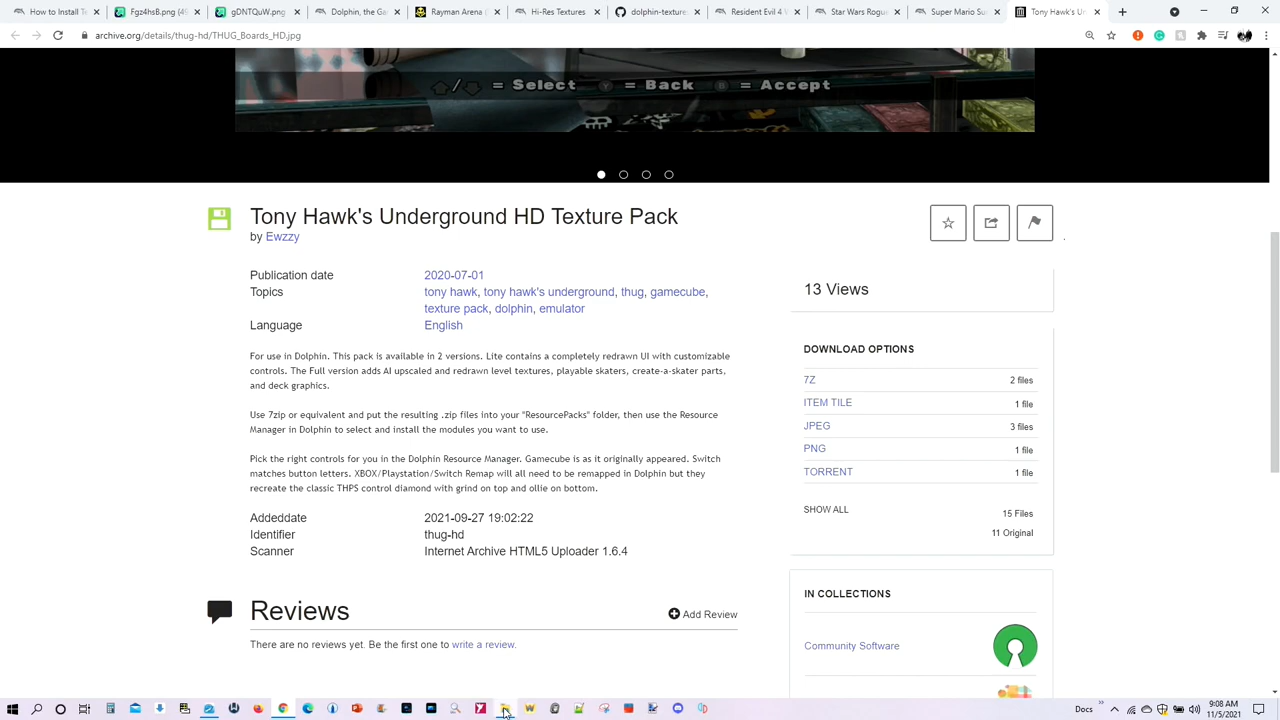 How to Install T
Fgz4hsB.png (49
gDNTQuW.png
Dolphin, the Ga
Rayman Arena (
Hi-Res Textures
dolphin-texture
Resident Evil 4 \
Star Wars Rogu
Super Mario Su
Tony Hawk's Un
archive.org/details/thug-hd/THUG_Boards_HD.jpg
/ = Select Y = Back B = Accept
Tony Hawk's Underground HD Texture Pack
by Ewzzy
Publication date 2020-07-01
Topics tony hawk, tony hawk's underground, thug, gamecube,
texture pack, dolphin, emulator
Language English
For use in Dolphin. This pack is available in 2 versions. Lite contains a completely redrawn UI with customizable
controls. The Full version adds AI upscaled and redrawn level textures, playable skaters, create-a-skater parts,
and deck graphics.
Use 7zip or equivalent and put the resulting .zip files into your "ResourcePacks" folder, then use the Resource
Manager in Dolphin to select and install the modules you want to use.
Pick the right controls for you in the Dolphin Resource Manager. Gamecube is as it originally appeared. Switch
matches button letters. XBOX/Playstation/Switch Remap will all need to be remapped in Dolphin but they
recreate the classic THPS control diamond with grind on top and ollie on bottom.
Addeddate 2021-09-27 19:02:22
Identifier thug-hd
Scanner Internet Archive HTML5 Uploader 1.6.4
Reviews
Add Review
There are no reviews yet. Be the first one to write a review.
13 Views
DOWNLOAD OPTIONS
7Z 2 files
ITEM TILE 1 file
JPEG 3 files
PNG 1 file
TORRENT 1 file
SHOW ALL 15 Files
11 Original
IN COLLECTIONS
Community Software
Docs
9:08 AM
11/5/2021